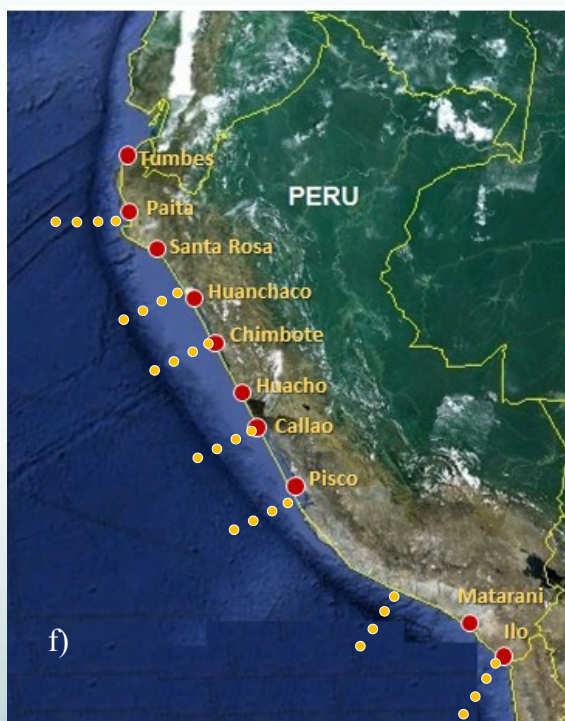 Tumbes
Paita
PERU
Santa Rosa
Huanchaco
Chimbote
Huacho
Callao
Pisco
Matarani
Ilo
f)